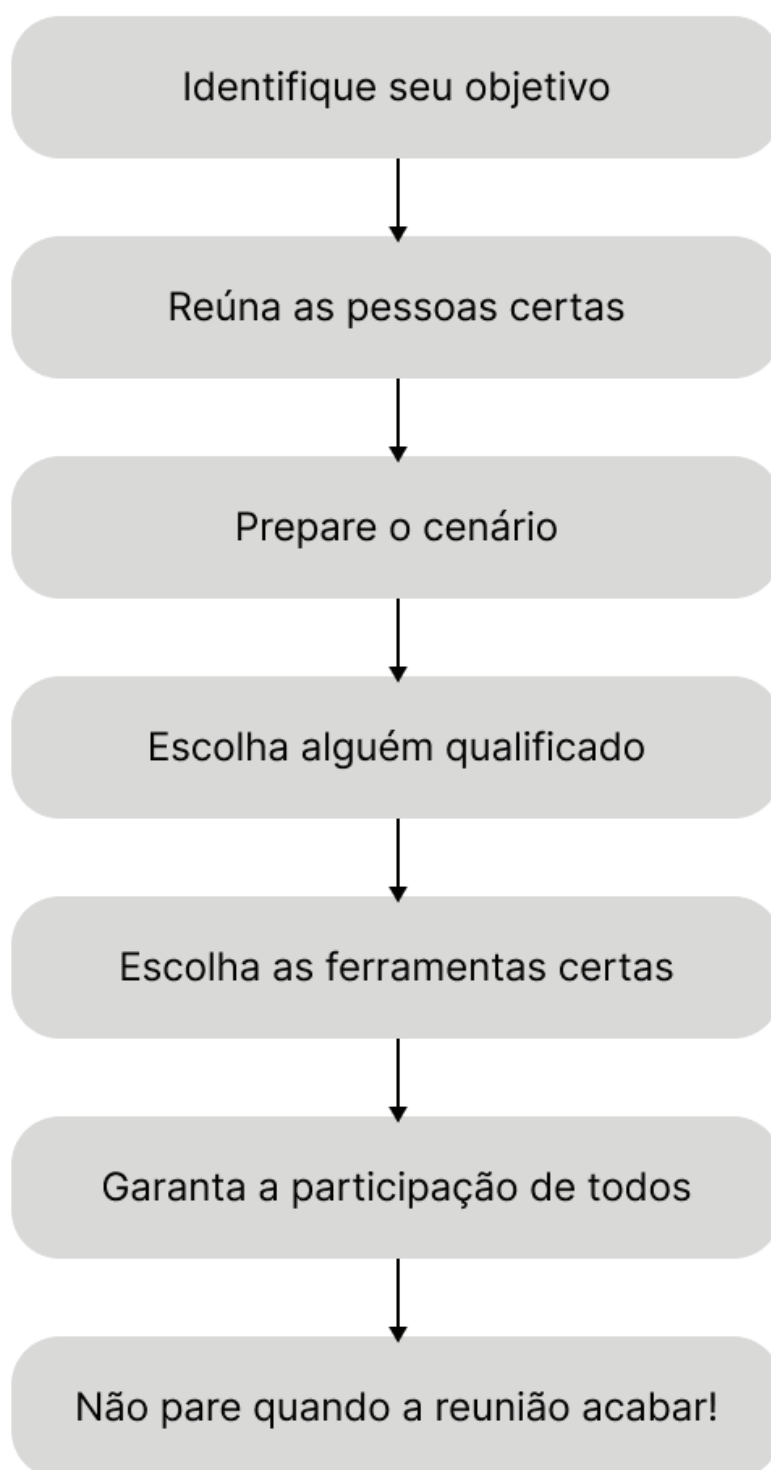 Identifique seu objetivo
Reúna as pessoas certas
Prepare o cenário
Escolha alguém qualificado
Escolha as ferramentas certas
Garanta a participação de todos
Não pare quando a reunião acabar!